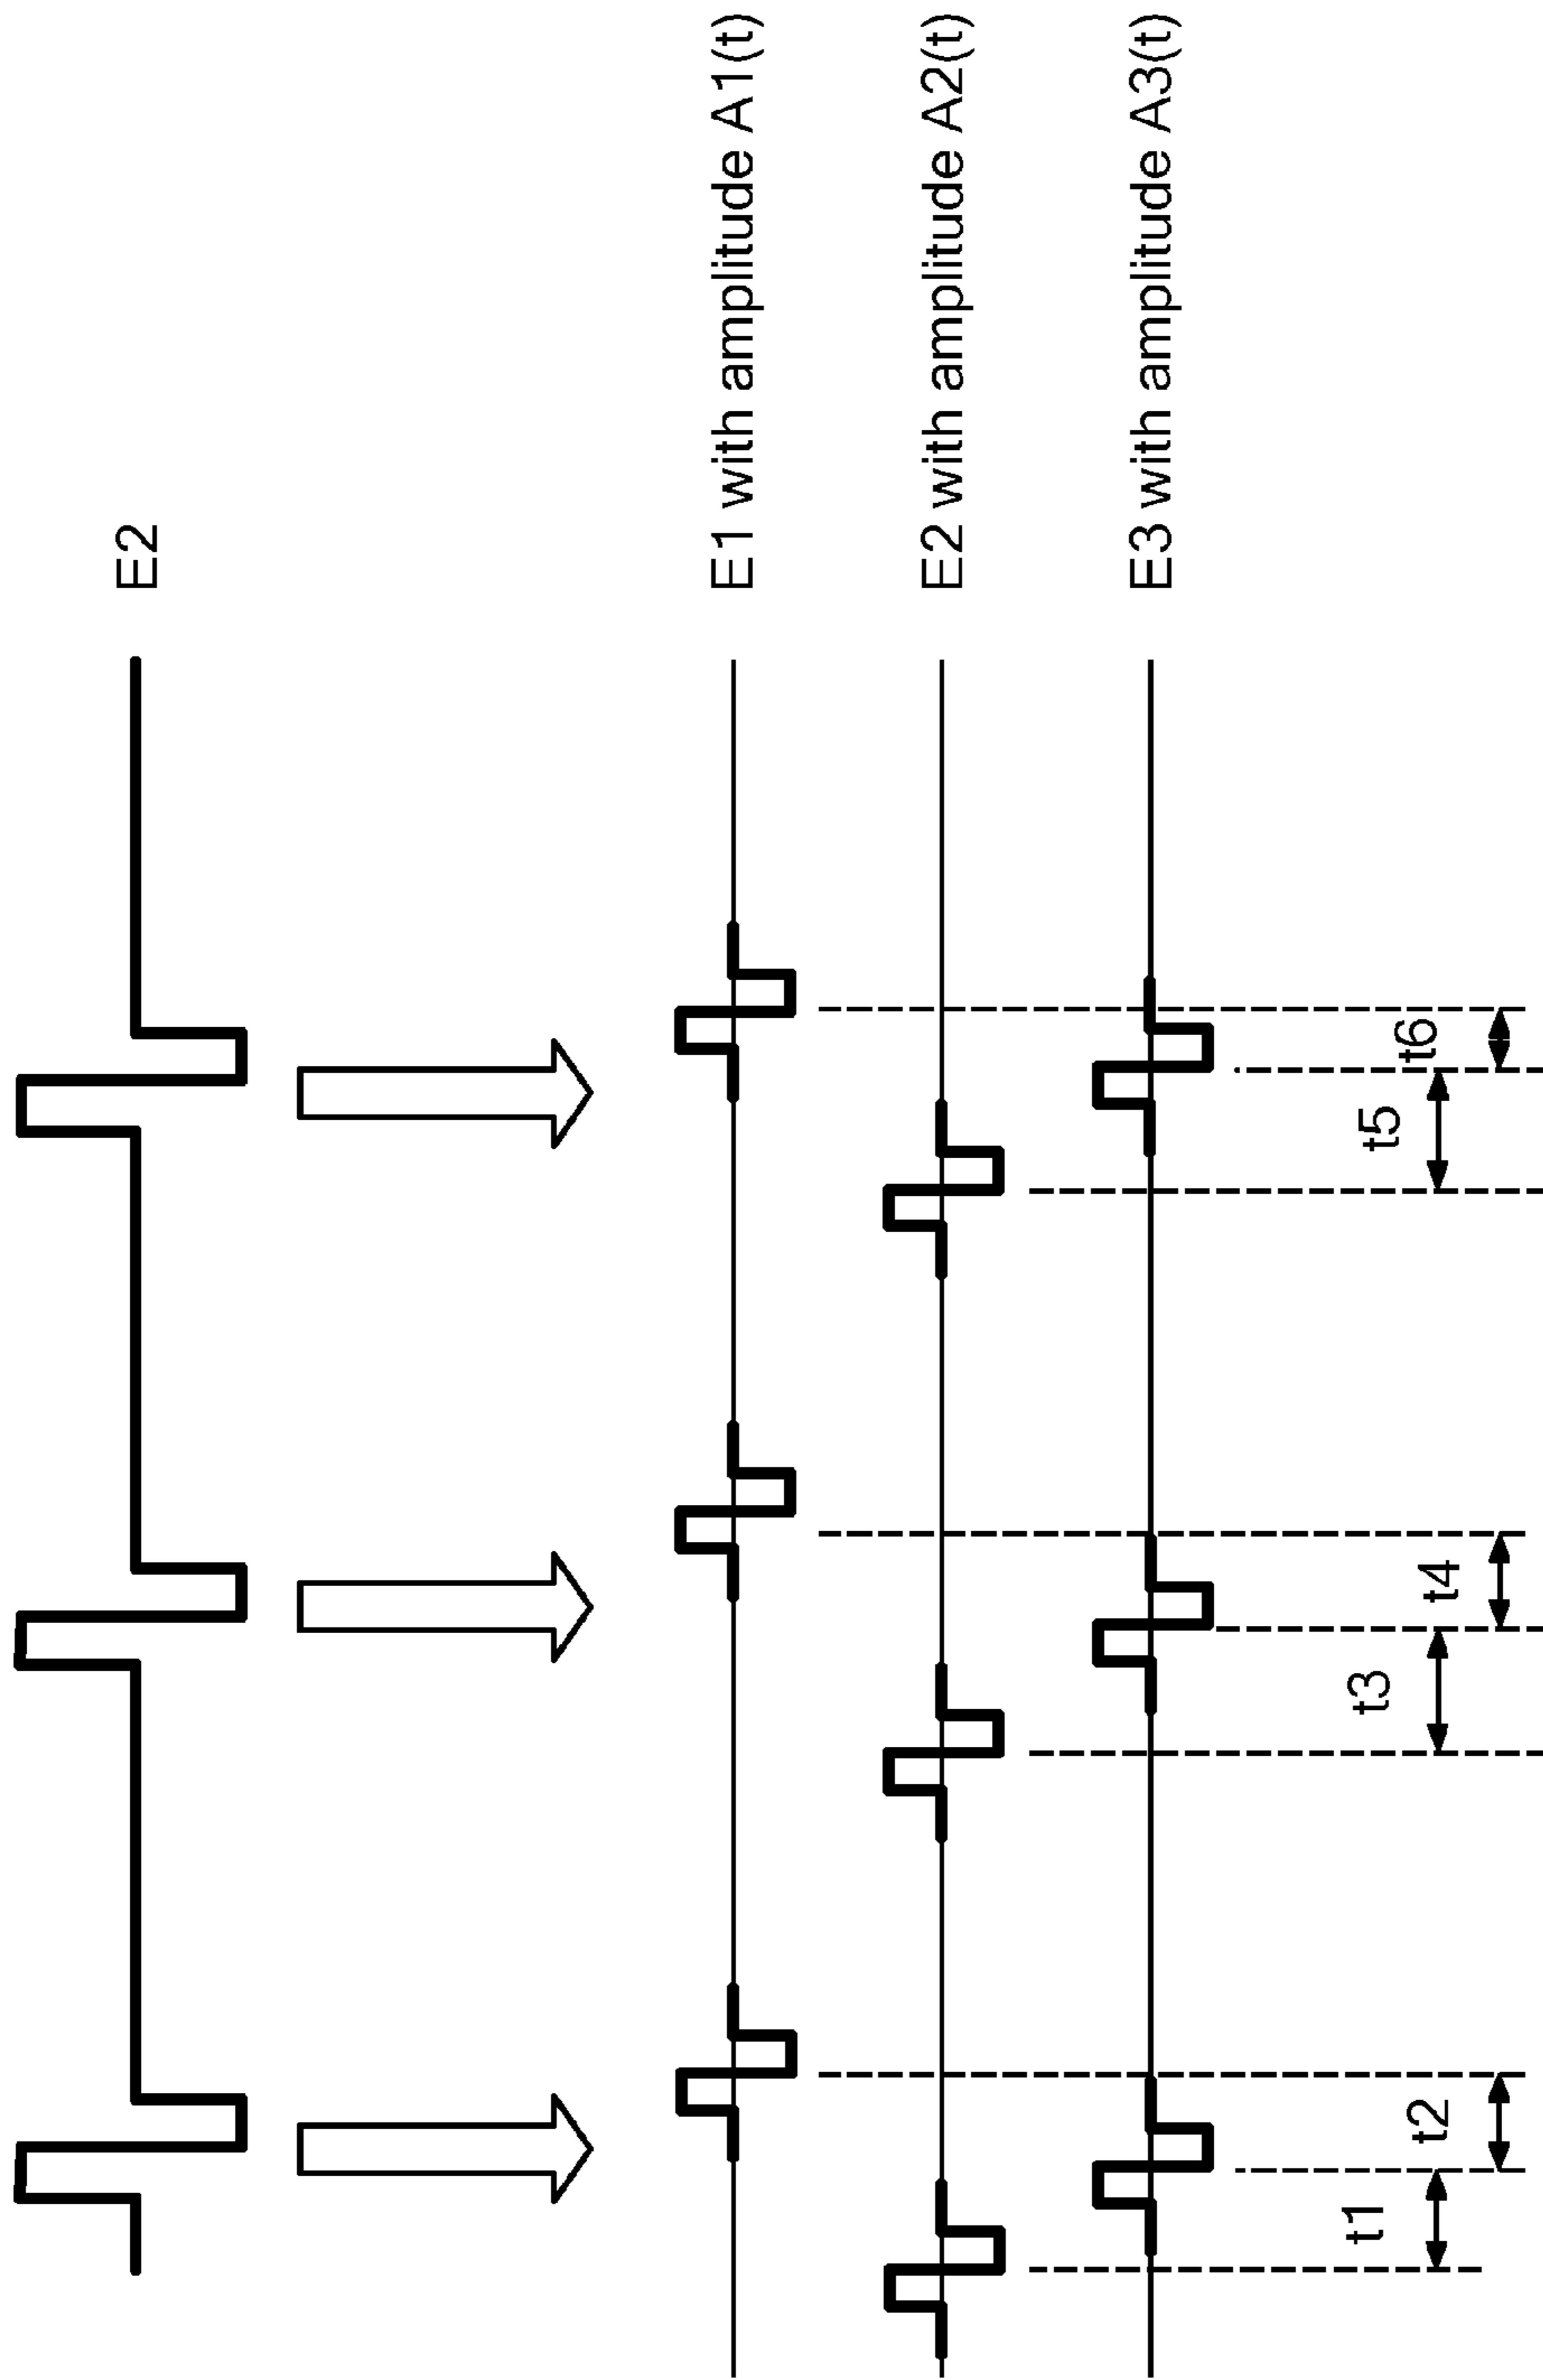 E2
E1 with amplitude A1(t)
E2 with amplitude A2(t)
E3 with amplitude A3(t)
t1
t2
t3
t4
t5
t6